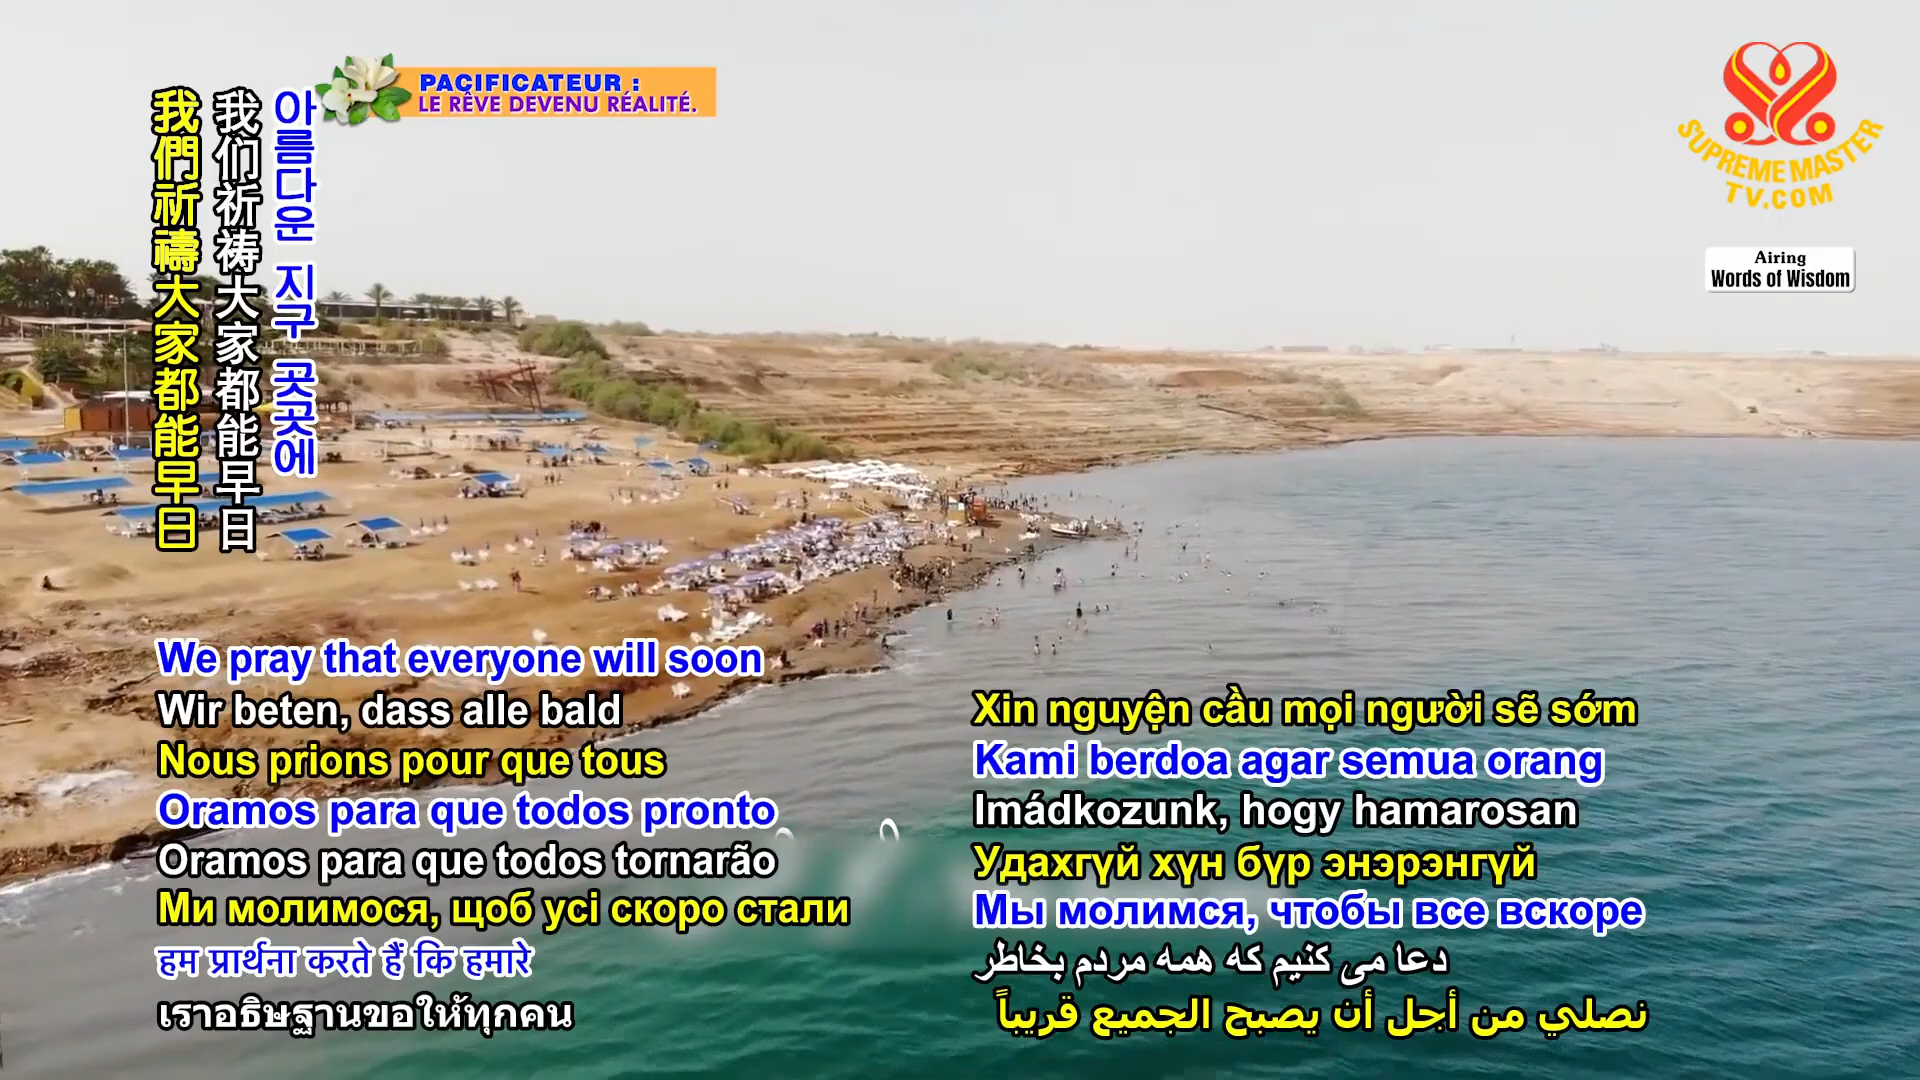 PACIFICATEUR :
LE RÊVE DEVENU RÉALITÉ.
SUPREME MASTER
TV.COM
Airing
Words of Wisdom
아름다운 지구 곳곳에
我们祈祷大家都能早日
我們祈禱大家都能早日
We pray that everyone will soon
Wir beten, dass alle bald
Nous prions pour que tous
Oramos para que todos pronto
Oramos para que todos tornarão
Ми молимося, щоб усі скоро стали
हम प्रार्थना करते हैं कि हमारे
เราอธิษฐานขอให้ทุกคน
Xin nguyện cầu mọi người sẽ sớm
Kami berdoa agar semua orang
Imádkozunk, hogy hamarosan
Удахгүй хүн бүр энэрэнгүй
Мы молимся, чтобы все вскоре
دعا می کنیم که همه مردم بخاطر
نصلي من أجل أن يصبح الجميع قريباً